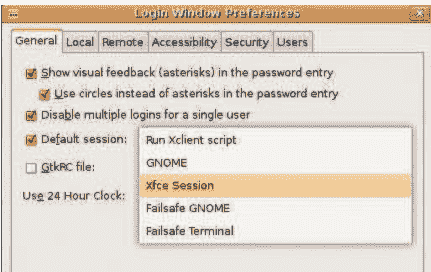 Login Window Preferences
General Local Remote Accessibility Security Users
Show visual feedback (asterisks) in the password entry
Use circles instead of asterisks in the password entry
Disable multiple logins for a single user
Default session:
Run Xclient script
GNOME
GtkRC file:
Xfce Session
Use 24 Hour Clock:
Failsafe GNOME
Failsafe Terminal